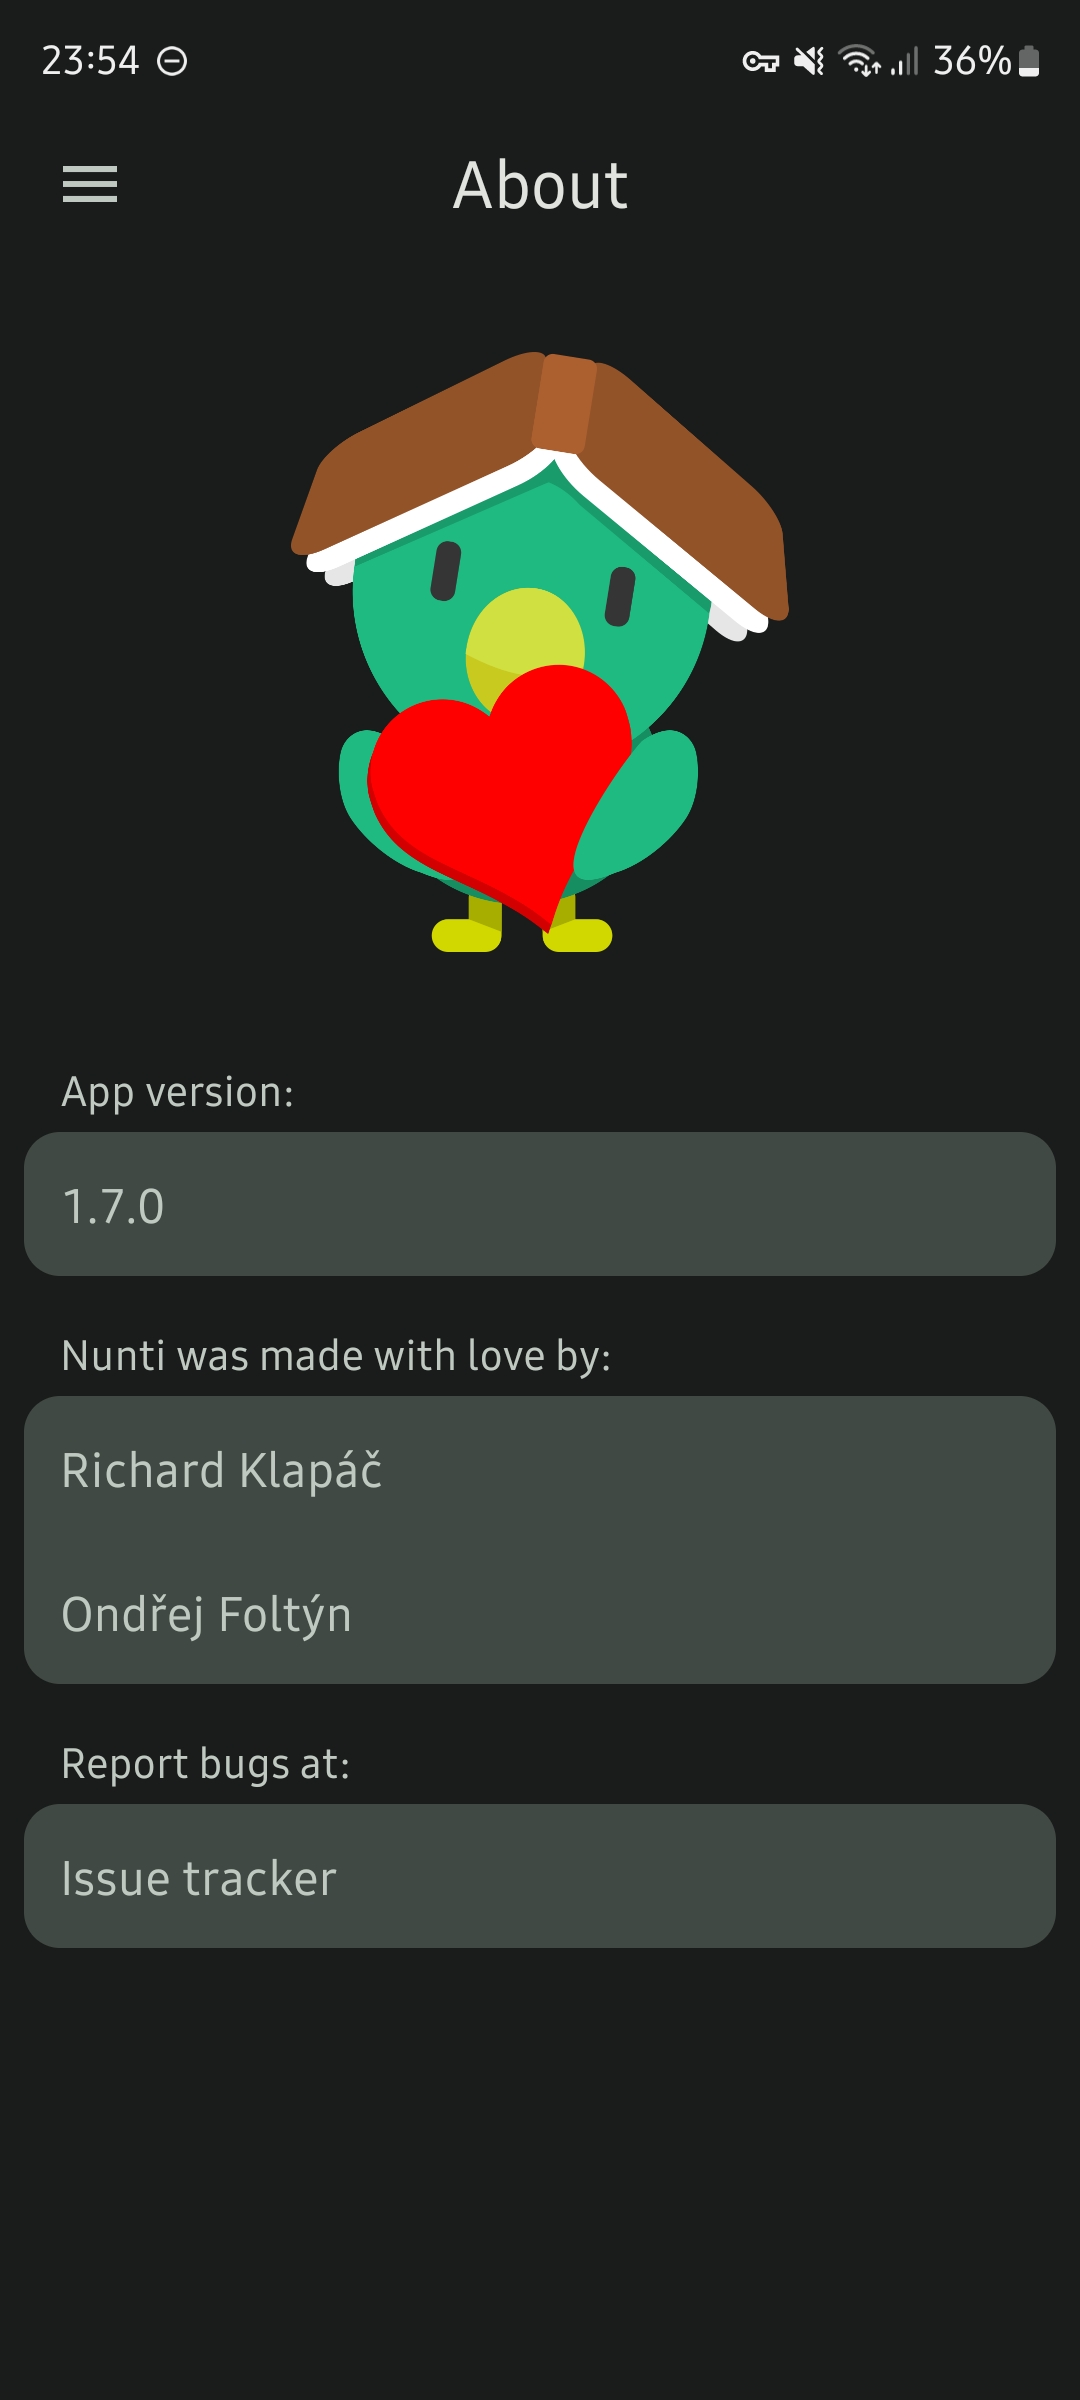 23:54
36%
About
App version:
1.7.0
Nunti was made with love by:
Richard Klapáč
Ondřej Foltýn
Report bugs at:
Issue tracker